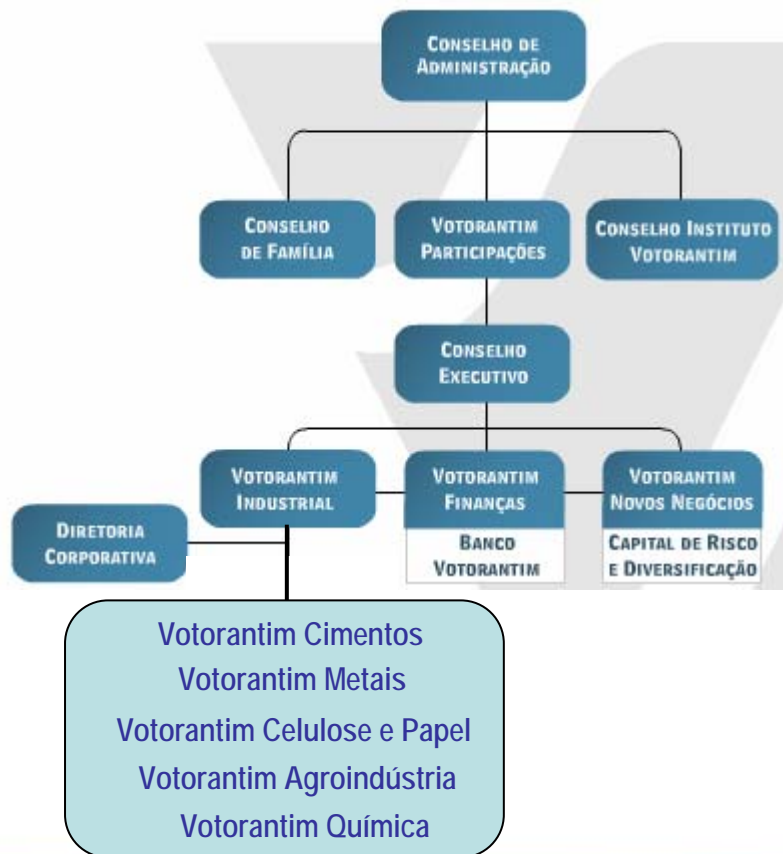 CONSELHO DE
ADMINISTRAÇÃO
CONSELHO
DE FAMÍLIA
VOTORANTIM
PARTICIPAÇÕES
CONSELHO INSTITUTO
VOTORANTIM
CONSELHO
EXECUTIVO
VOTORANTIM
INDUSTRIAL
VOTORANTIM
FINANÇAS
BANCO
VOTORANTIM
VOTORANTIM
NOVOS NEGÓCIOS
CAPITAL DE RISCO
E DIVERSIFICAÇÃO
DIRETORIA
CORPORATIVA
Votorantim Cimentos
Votorantim Metais
Votorantim Celulose e Papel
Votorantim Agroindústria
Votorantim Química